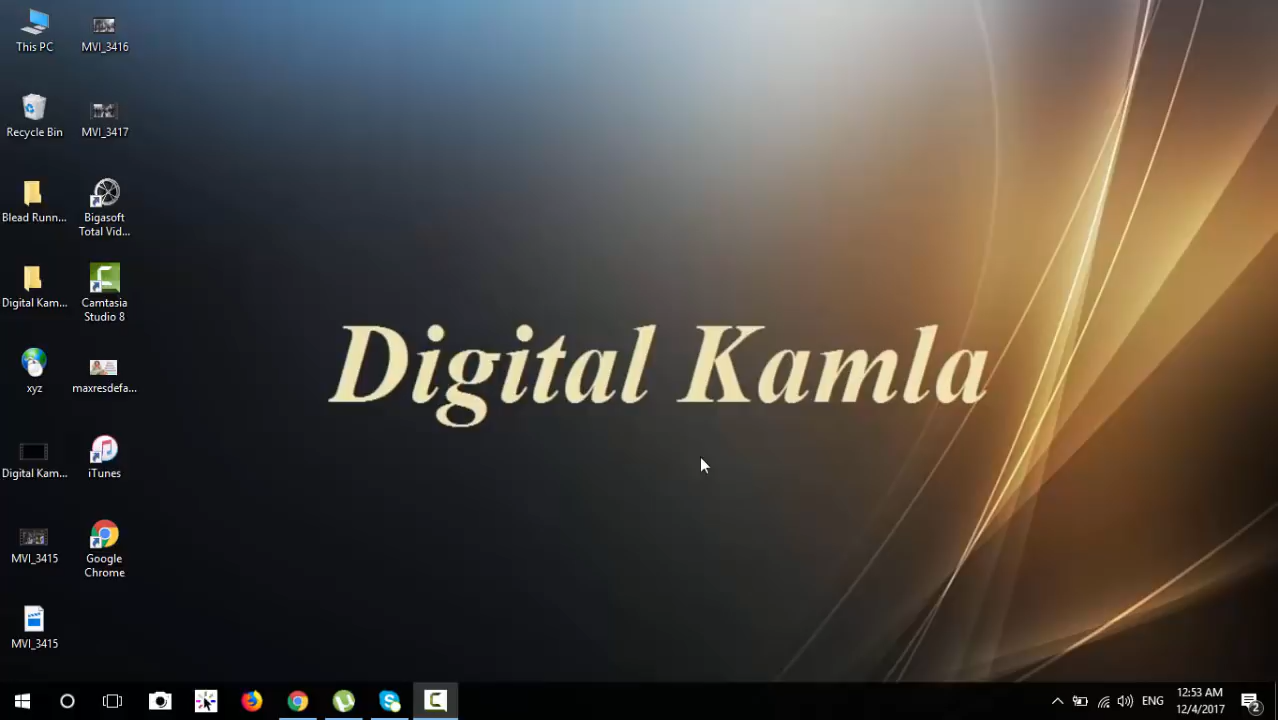 This PC
MVI_3416
Recycle Bin
MVI_3417
Blead Runn...
Bigasoft
Total Vid...
Digital Kam...
Camtasia
Studio 8
xyz
maxresdefa...
Digital Kam...
iTunes
MVI_3415
Google
Chrome
MVI_3415
Digital Kamla
ENG
12:53 AM
12/4/2017
2